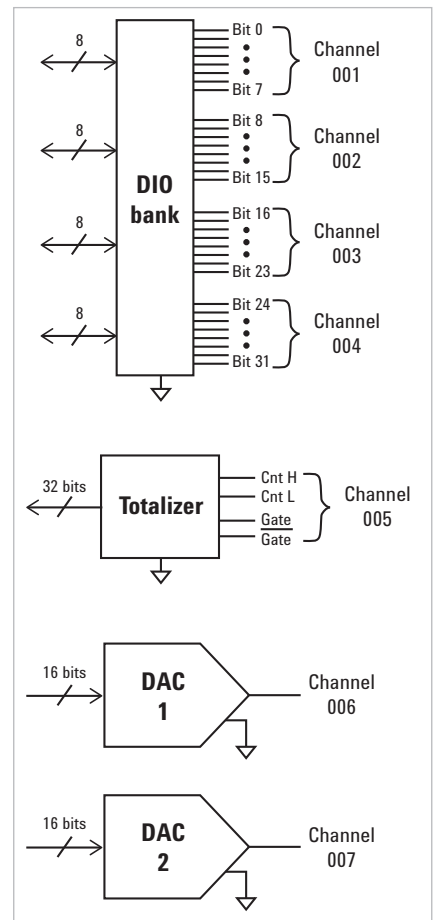 8
Bit 0
Bit 7
Channel
001
8
Bit 8
Bit 15
Channel
002
DIO
bank
8
Bit 16
Bit 23
Channel
003
8
Bit 24
Bit 31
Channel
004
32 bits
Totalizer
Cnt H
Cnt L
Gate
Gate
Channel
005
16 bits
DAC
1
Channel
006
16 bits
DAC
2
Channel
007